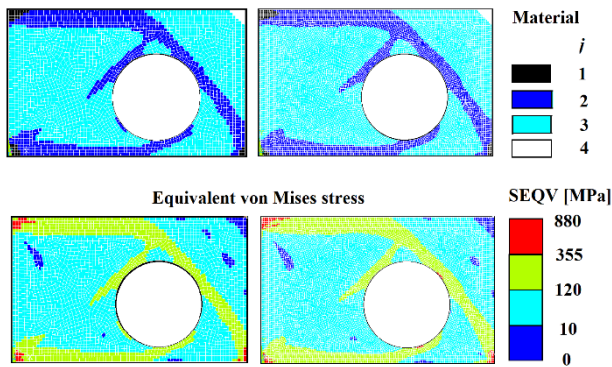 Material
j
1
2
3
4
Equivalent von Mises stress
SEQV [MPa]
880
355
120
10
0